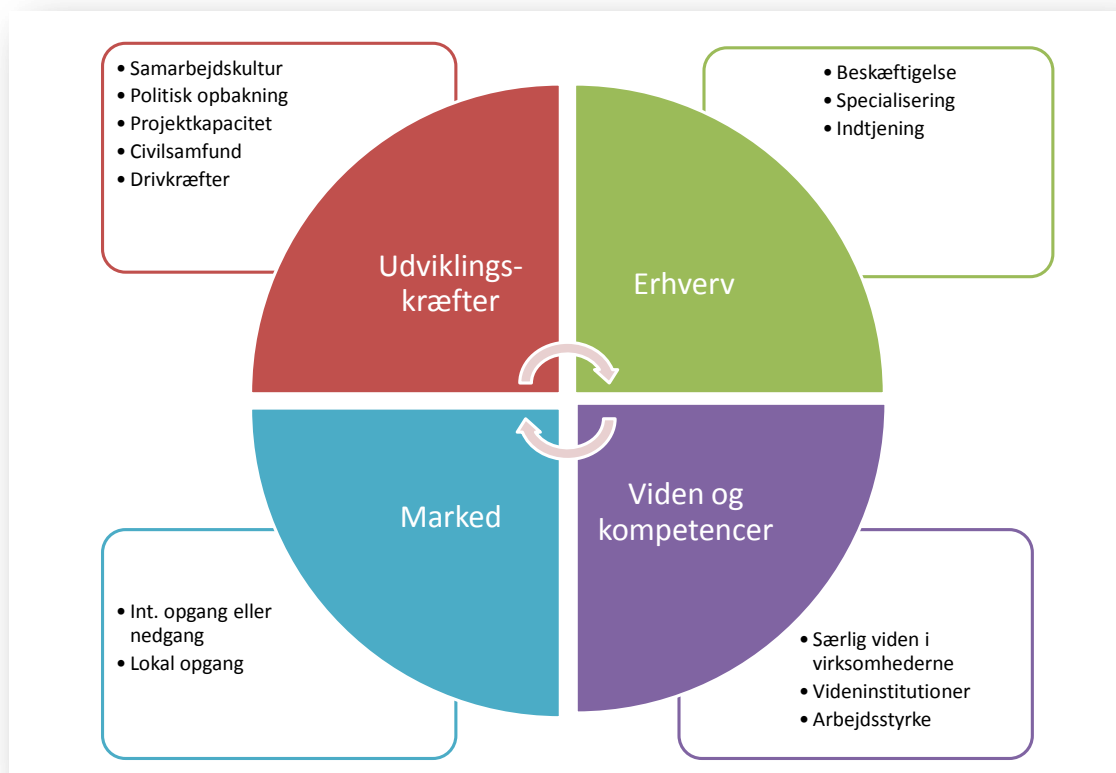 • Samarbejdskultur
• Politisk opbakning
• Projektkapacitet
• Civilsamfund
• Drivkræfter
• Beskæftigelse
• Specialisering
• Indtjening
Udviklings-
kræfter
Erhverv
Marked
Viden og
kompetencer
• Int. opgang eller
nedgang
• Lokal opgang
• Særlig viden i
virksomhederne
• Videninstitutioner
• Arbejdsstyrke